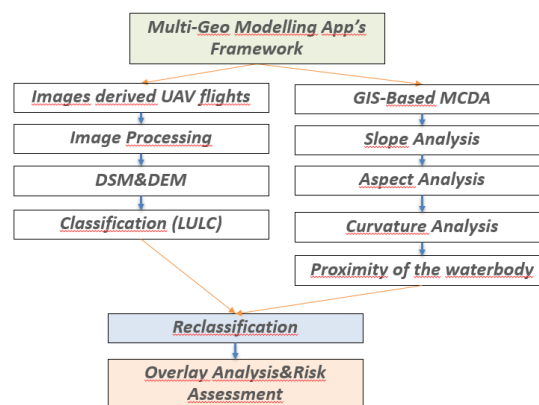 Multi-Geo Modelling App's
Framework
Images derived UAV flights
Image Processing
DSM&DEM
Classification (LULC)
GIS-Based MCDA
Slope Analysis
Aspect Analysis
Curvature Analysis
Proximity of the waterbody
Reclassification
Overlay Analysis&Risk
Assessment